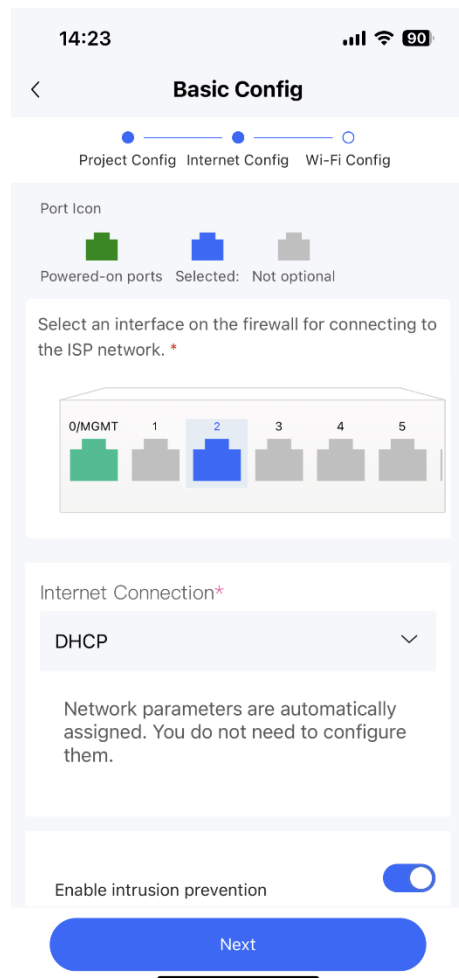 14:23
90
Basic Config
Project Config Internet Config Wi-Fi Config
Port Icon
Powered-on ports Selected: Not optional
Select an interface on the firewall for connecting to
the ISP network. *
0/MGMT 1 2 3 4 5
Internet Connection*
DHCP
Network parameters are automatically
assigned. You do not need to configure
them.
Enable intrusion prevention
Next